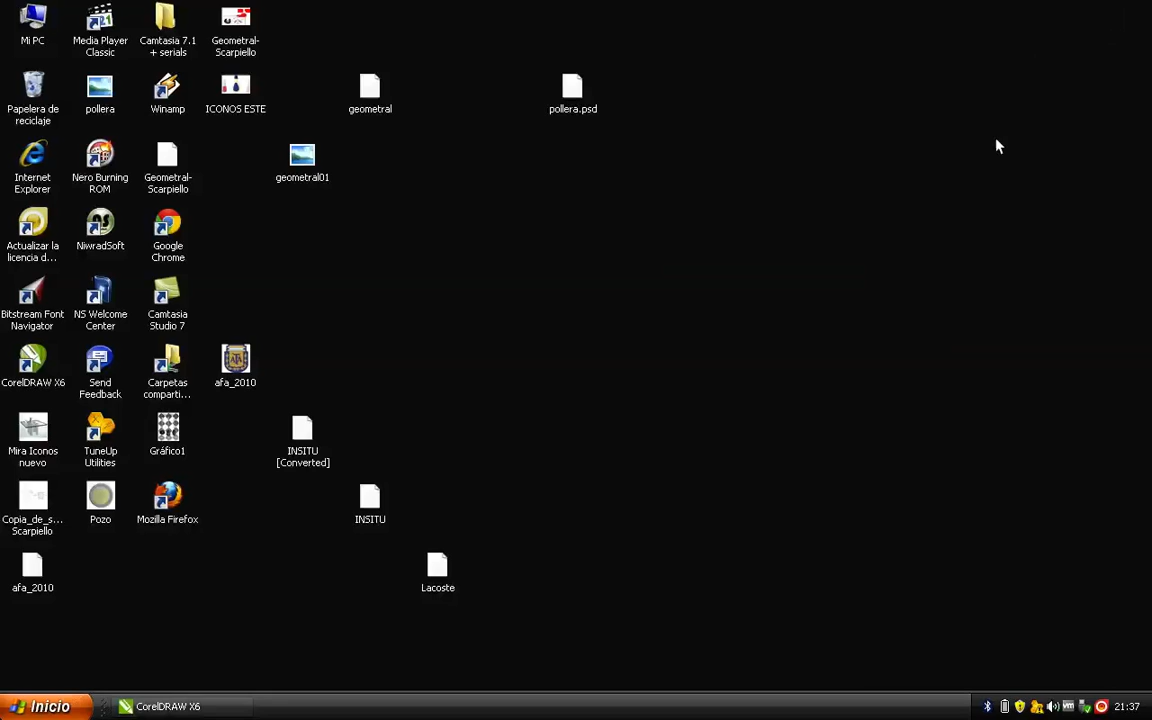 Mi PC
Media Player
Classic
Camtasia 7.1
+ serials
Geometral-
Scarpiello
Papelera de
reciclaje
pollera
Winamp
ICONOS ESTE
geometral
pollera.psd
Internet
Explorer
Nero Burning
ROM
Geometral-
Scarpiello
geometral01
Actualizar la
licencia d...
NiwradSoft
Google
Chrome
Bitstream Font
Navigator
NS Welcome
Center
Camtasia
Studio 7
CorelDRAW X6
Send
Feedback
Carpetas
comparti...
afa_2010
Mira Iconos
nuevo
TuneUp
Utilities
Gráfico1
INSITU
[Converted]
Copia_de_s...
Scarpiello
Pozo
Mozilla Firefox
INSITU
afa_2010
Lacoste
Inicio
CorelDRAW X6
21:37